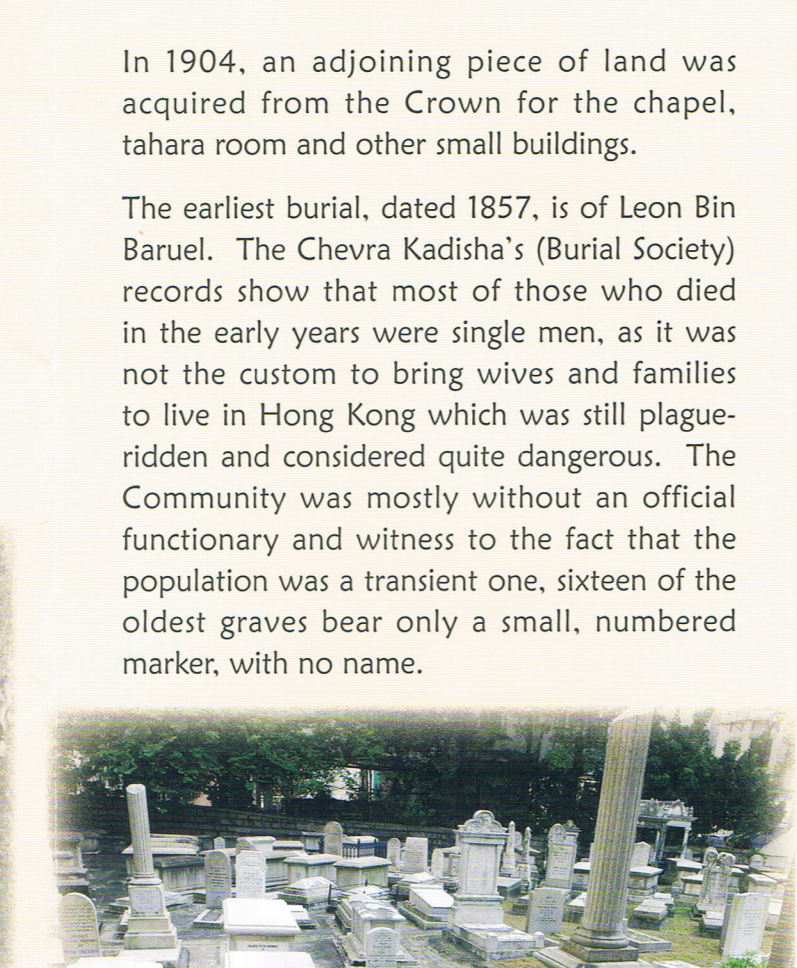 In 1904, an adjoining piece of land was
acquired from the Crown for the chapel,
tahara room and other small buildings.
The earliest burial, dated 1857, is of Leon Bin
Baruel. The Chevra Kadisha's (Burial Society)
records show that most of those who died
in the early years were single men, as it was
not the custom to bring wives and families
to live in Hong Kong which was still plague-
ridden and considered quite dangerous. The
Community was mostly without an official
functionary and witness to the fact that the
population was a transient one, sixteen of the
oldest graves bear only a small, numbered
marker, with no name.